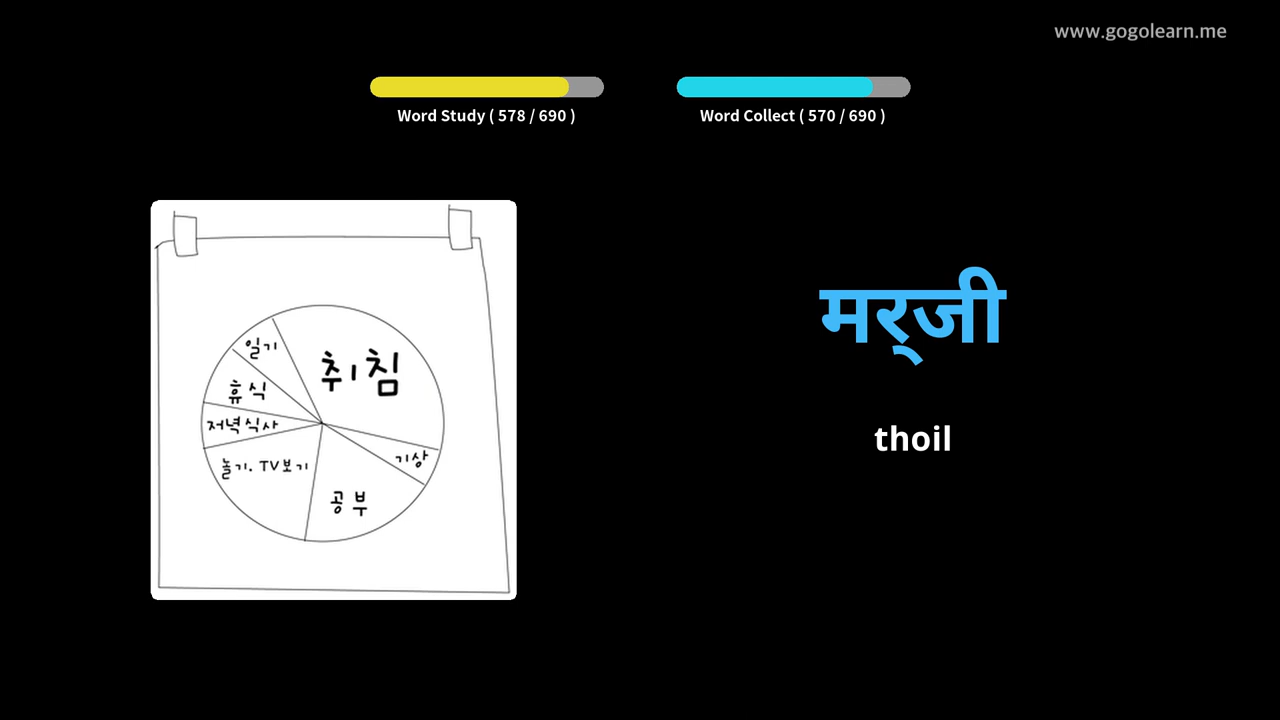 www.gogolearn.me
Word Study ( 578 / 690 )
Word Collect ( 570 / 690 )
일기
취침
휴식
저녁식사
기상
놀기. TV보기
공부
मर्‌जी
thoil